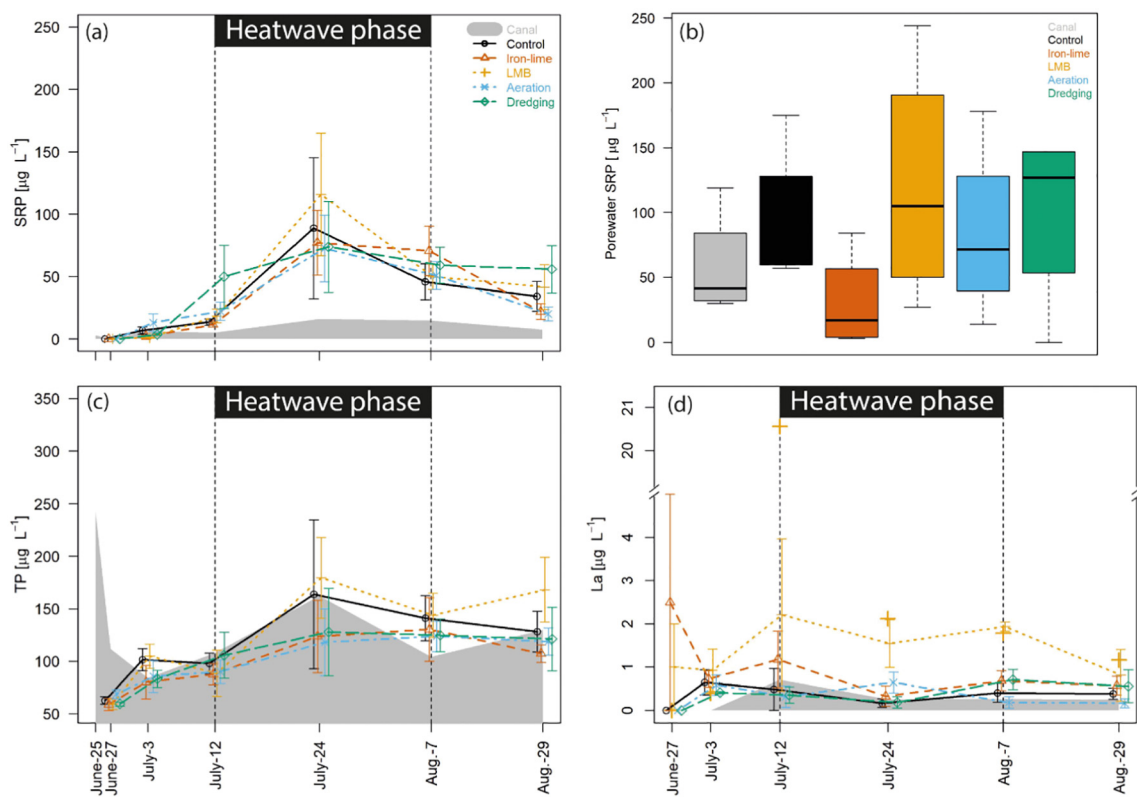 (a)
Heatwave phase
SRP [µg L⁻¹]
250
200
150
100
50
0
Canal
Control
Iron-lime
LMB
Aeration
Dredging
(b)
Porewater SRP [µg L⁻¹]
250
200
150
100
50
0
Canal
Control
Iron-lime
LMB
Aeration
Dredging
(c)
Heatwave phase
TP [µg L⁻¹]
350
300
250
200
150
100
50
June-25
June-27
July-3
July-12
July-24
Aug.-7
Aug.-29
(d)
Heatwave phase
La [µg L⁻¹]
21
20
4
3
2
1
0
June-27
July-3
July-12
July-24
Aug.-7
Aug.-29